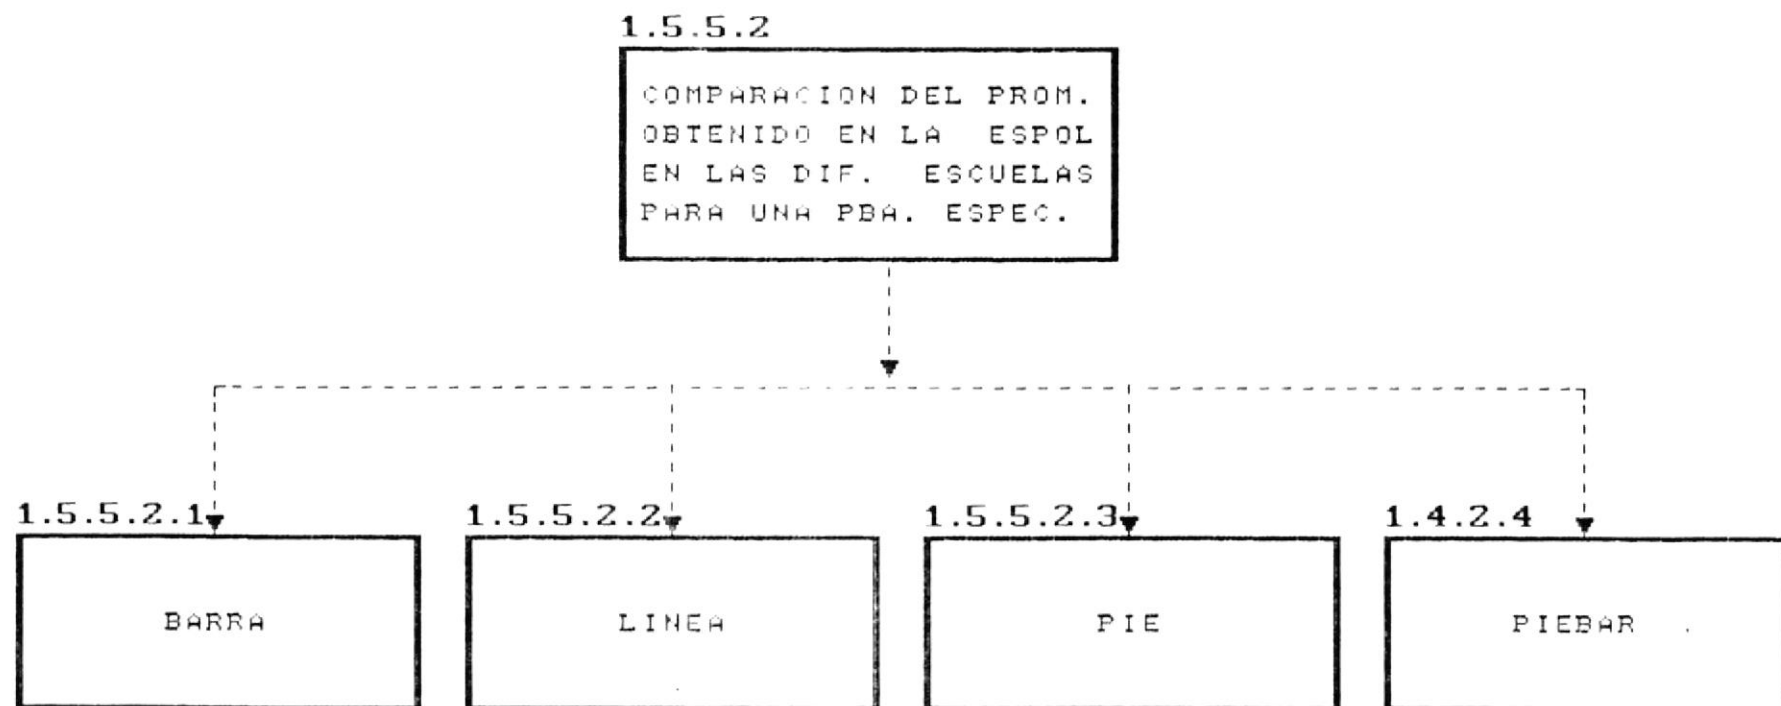 1.5.5.2
COMPARACION DEL PROM.
OBTENIDO EN LA ESPOL
EN LAS DIF. ESCUELAS
PARA UNA PBA. ESPEC.
1.5.5.2.1 1.5.5.2.2 1.5.5.2.3 1.4.2.4
BARRA LINEA PIE PIEBAR